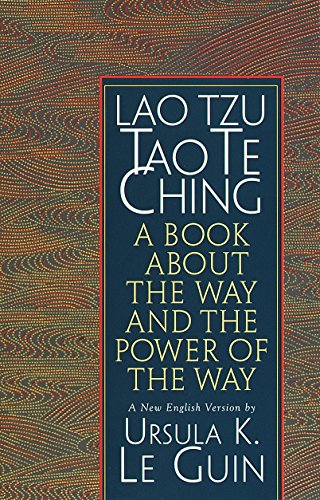 LAO TZU
TAO TE
CHING
A BOOK
ABOUT
THE WAY
AND THE
POWER OF
THE WAY
A New English Version by
URSULA K.
LE GUIN